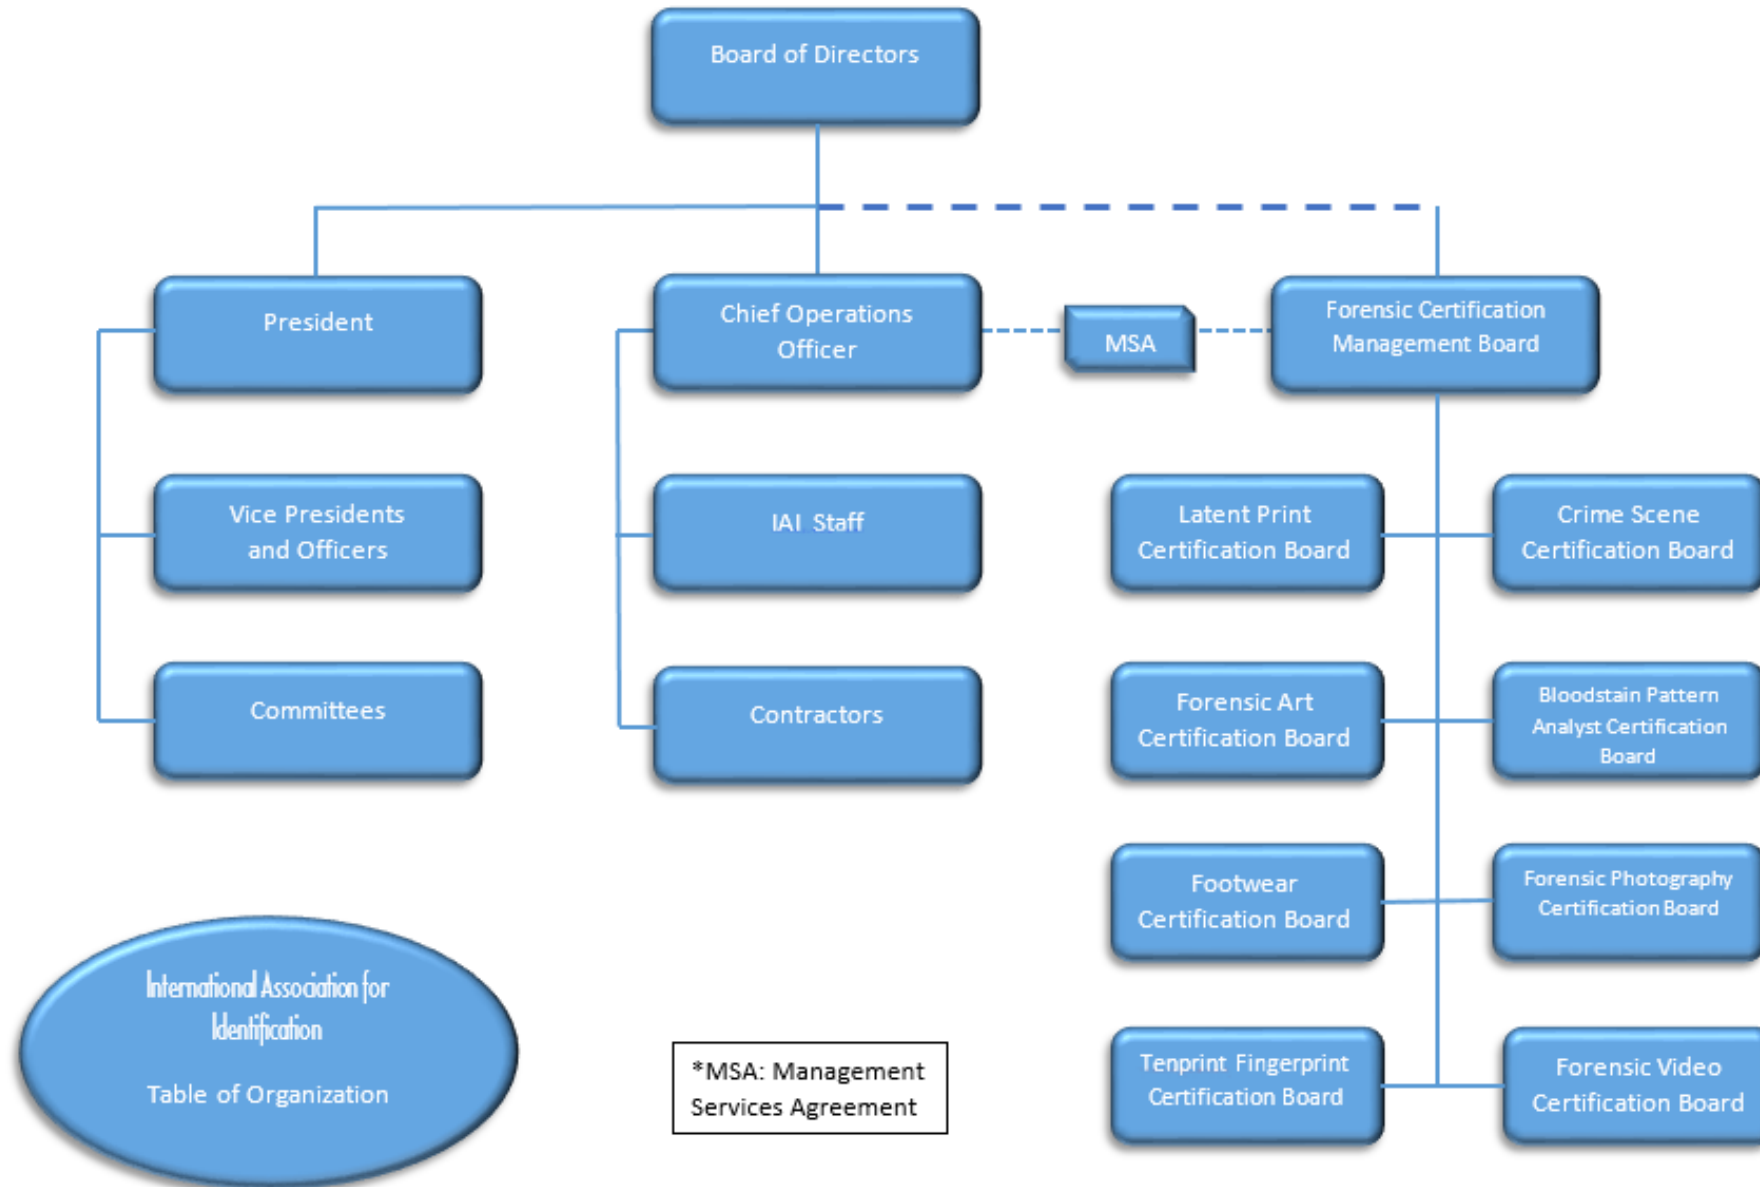 Board of Directors
President
Chief Operations
Officer
MSA
Forensic Certification
Management Board
Vice Presidents
and Officers
IAI Staff
Latent Print
Certification Board
Crime Scene
Certification Board
Committees
Contractors
Forensic Art
Certification Board
Bloodstain Pattern
Analyst Certification
Board
Footwear
Certification Board
Forensic Photography
Certification Board
International Association for
Identification
Table of Organization
*MSA: Management
Services Agreement
Tenprint Fingerprint
Certification Board
Forensic Video
Certification Board